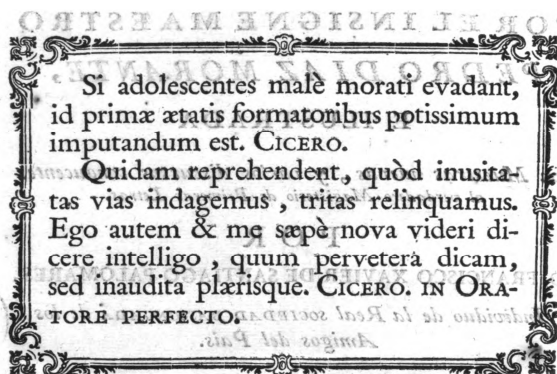 Si adolescentes malè morati evadant,
id primæ ætatis formatoribus potissimum
imputandum est. CICERO.
Quidam reprehendent, quòd inusita-
tas vias indagemus , tritas relinquamus.
Ego autem & me sæpè nova videri di-
cere intelligo , quum pervetera dicam,
sed inaudita plærisque. CICERO. IN ORA-
TORE PERFECTO.